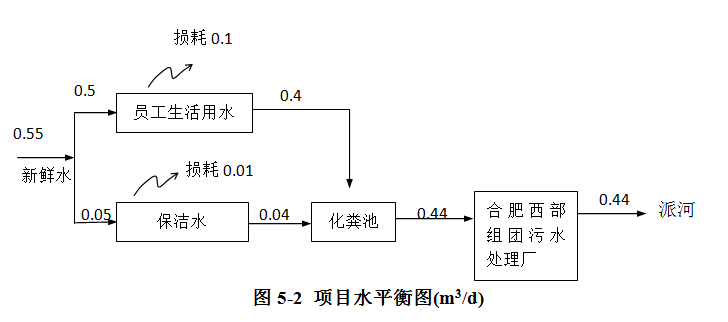 损耗 0.1
0.5
员工生活用水
0.4
0.55
新鲜水
损耗 0.01
0.05
保洁水
0.04
化粪池
0.44
合肥西部
组团污水
处理厂
0.44
派河
图 5-2 项目水平衡图(m³/d)